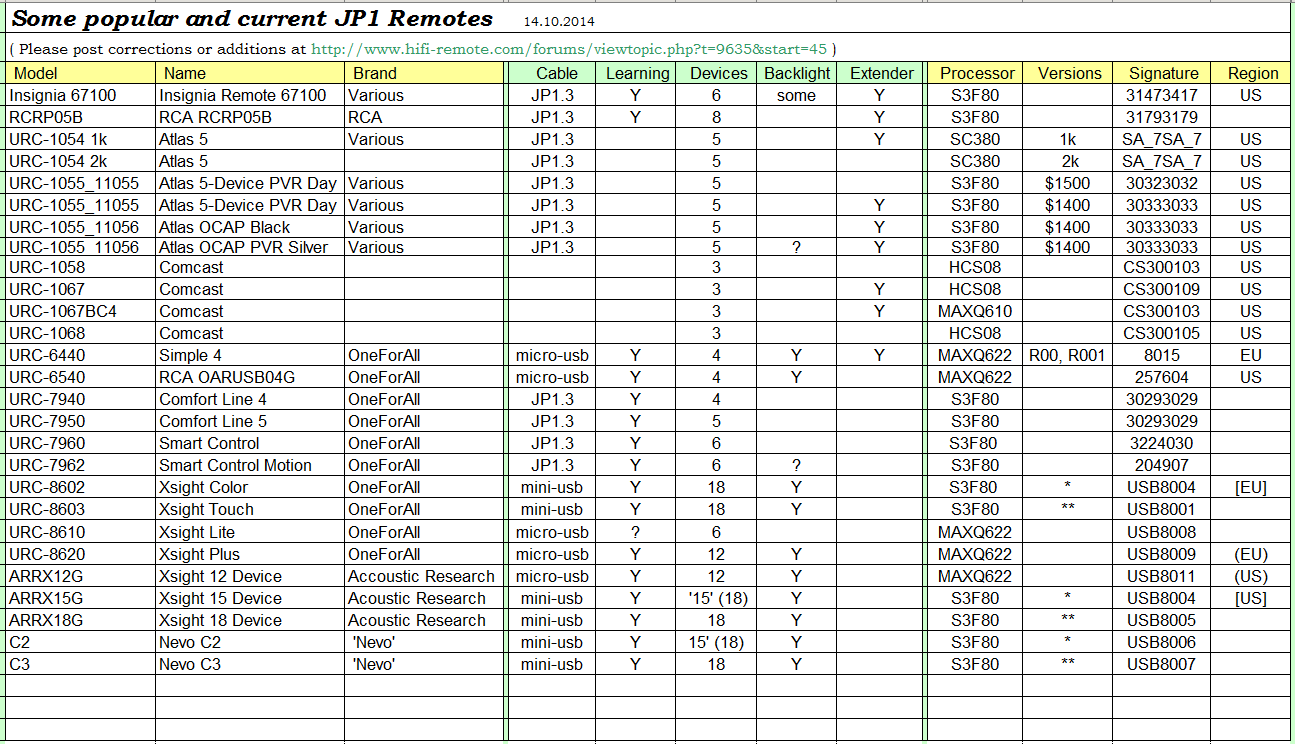 Some popular and current JP1 Remotes 14.10.2014
( Please post corrections or additions at http://www.hifi-remote.com/forums/viewtopic.php?t=9635&start=45 )
Model Name Brand Cable Learning Devices Backlight Extender Processor Versions Signature Region
Insignia 67100 Insignia Remote 67100 Various JP1.3 Y 6 some Y S3F80 31473417 US
RCRP05B RCA RCRP05B RCA JP1.3 Y 8 Y S3F80 31793179
URC-1054 1k Atlas 5 Various JP1.3 5 Y SC380 1k SA_7SA_7 US
URC-1054 2k Atlas 5 JP1.3 5 SC380 2k SA_7SA_7 US
URC-1055_11055 Atlas 5-Device PVR Day Various JP1.3 5 S3F80 $1500 30323032 US
URC-1055_11055 Atlas 5-Device PVR Day Various JP1.3 5 Y S3F80 $1400 30333033 US
URC-1055_11056 Atlas OCAP Black Various JP1.3 5 Y S3F80 $1400 30333033 US
URC-1055_11056 Atlas OCAP PVR Silver Various JP1.3 5 ? Y S3F80 $1400 30333033 US
URC-1058 Comcast 3 HCS08 CS300103 US
URC-1067 Comcast 3 Y HCS08 CS300109 US
URC-1067BC4 Comcast 3 Y MAXQ610 CS300103 US
URC-1068 Comcast 3 HCS08 CS300105 US
URC-6440 Simple 4 OneForAll micro-usb Y 4 Y Y MAXQ622 R00, R001 8015 EU
URC-6540 RCA OARUSB04G OneForAll micro-usb Y 4 Y MAXQ622 257604 US
URC-7940 Comfort Line 4 OneForAll JP1.3 Y 4 S3F80 30293029
URC-7950 Comfort Line 5 OneForAll JP1.3 Y 5 S3F80 30293029
URC-7960 Smart Control OneForAll JP1.3 Y 6 S3F80 3224030
URC-7962 Smart Control Motion OneForAll JP1.3 Y 6 ? S3F80 204907
URC-8602 Xsight Color OneForAll mini-usb Y 18 Y S3F80 * USB8004 [EU]
URC-8603 Xsight Touch OneForAll mini-usb Y 18 Y S3F80 ** USB8001
URC-8610 Xsight Lite OneForAll micro-usb ? 6 MAXQ622 USB8008
URC-8620 Xsight Plus OneForAll micro-usb Y 12 Y MAXQ622 USB8009 (EU)
ARRX12G Xsight 12 Device Accoustic Research micro-usb Y 12 Y MAXQ622 USB8011 (US)
ARRX15G Xsight 15 Device Acoustic Research mini-usb Y '15' (18) Y S3F80 * USB8004 [US]
ARRX18G Xsight 18 Device Acoustic Research mini-usb Y 18 Y S3F80 ** USB8005
C2 Nevo C2 'Nevo' mini-usb Y 15' (18) Y S3F80 * USB8006
C3 Nevo C3 'Nevo' mini-usb Y 18 Y S3F80 ** USB8007